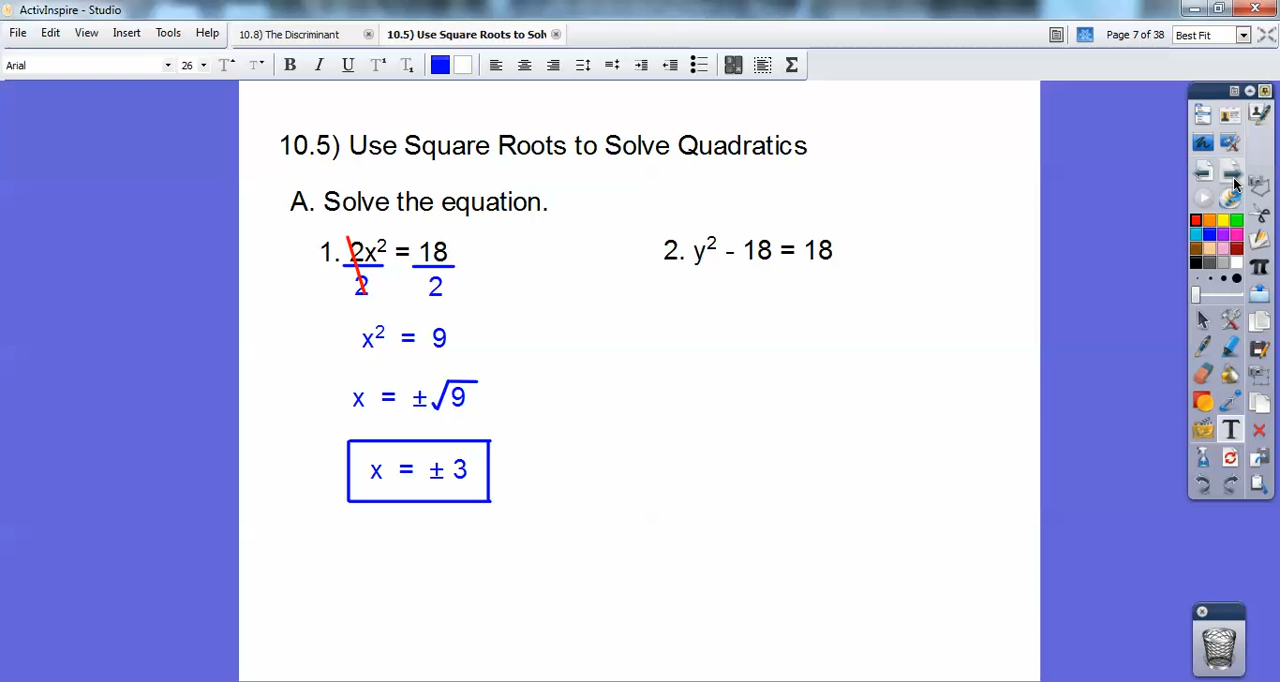 ActivInspire - Studio
File Edit View Insert Tools Help
10.8) The Discriminant
10.5) Use Square Roots to Sol
Page 7 of 38
Best Fit
Arial 26
10.5) Use Square Roots to Solve Quadratics
A. Solve the equation.
1. 2x² = 18
2 2
x² = 9
x = ±√9
x = ± 3
2. y² - 18 = 18